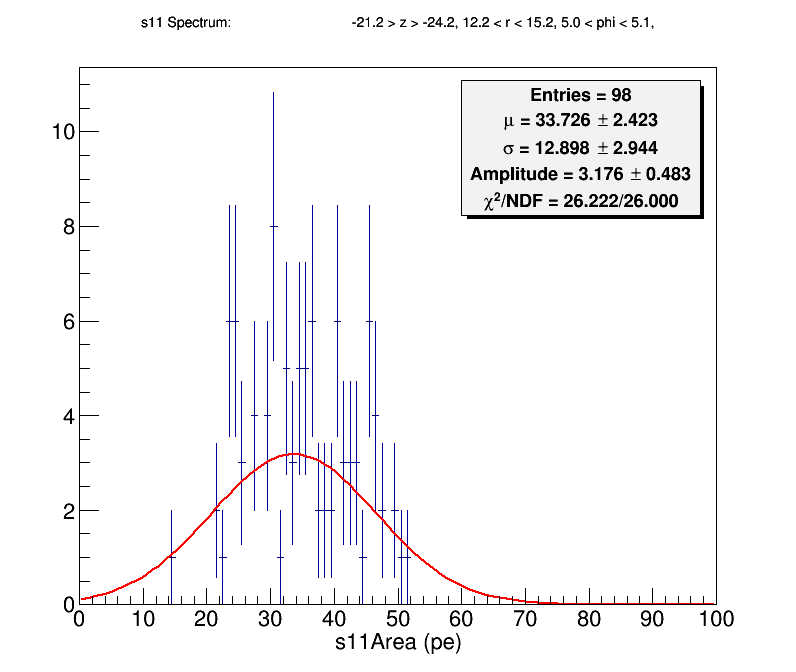 s11 Spectrum: -21.2 > z > -24.2, 12.2 < r < 15.2, 5.0 < phi < 5.1,
Entries = 98
μ = 33.726 ± 2.423
σ = 12.898 ± 2.944
Amplitude = 3.176 ± 0.483
χ²/NDF = 26.222/26.000
10
8
6
4
2
0
0 10 20 30 40 50 60 70 80 90 100
s11Area (pe)